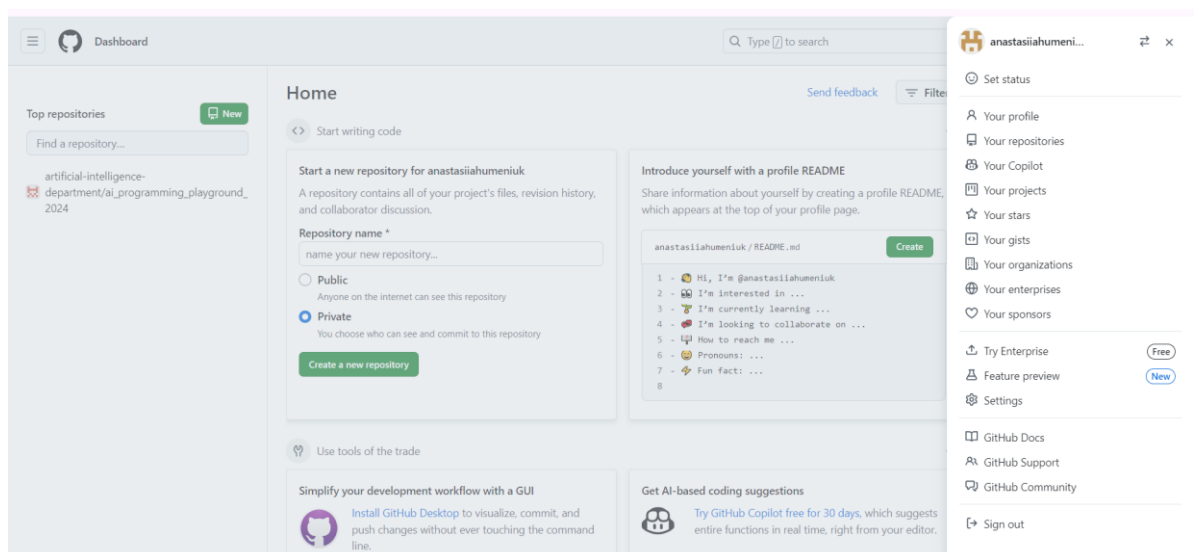 Dashboard
Type / to search
Top repositories
New
Find a repository...
artificial-intelligence-
department/ai_programming_playground_
2024
Home
Send feedback
Filter
Start writing code
Start a new repository for anastasiiahumeniuk
A repository contains all of your project's files, revision history,
and collaborator discussion.
Repository name *
name your new repository...
Public
Anyone on the internet can see this repository
Private
You choose who can see and commit to this repository
Create a new repository
Introduce yourself with a profile README
Share information about yourself by creating a profile README,
which appears at the top of your profile page.
anastasiiahumeniuk / README.md
Create
1 - 👋 Hi, I'm @anastasiiahumeniuk
2 - 👀 I'm interested in ...
3 - 🌱 I'm currently learning ...
4 - 💞️ I'm looking to collaborate on ...
5 - 📫 How to reach me ...
6 - 😄 Pronouns: ...
7 - ⚡ Fun fact: ...
8
Use tools of the trade
Simplify your development workflow with a GUI
Install GitHub Desktop to visualize, commit, and
push changes without ever touching the command
line.
Get AI-based coding suggestions
Try GitHub Copilot free for 30 days, which suggests
entire functions in real time, right from your editor.
anastasiiahumeni...
Set status
Your profile
Your repositories
Your Copilot
Your projects
Your stars
Your gists
Your organizations
Your enterprises
Your sponsors
Try Enterprise
Free
Feature preview
New
Settings
GitHub Docs
GitHub Support
GitHub Community
Sign out